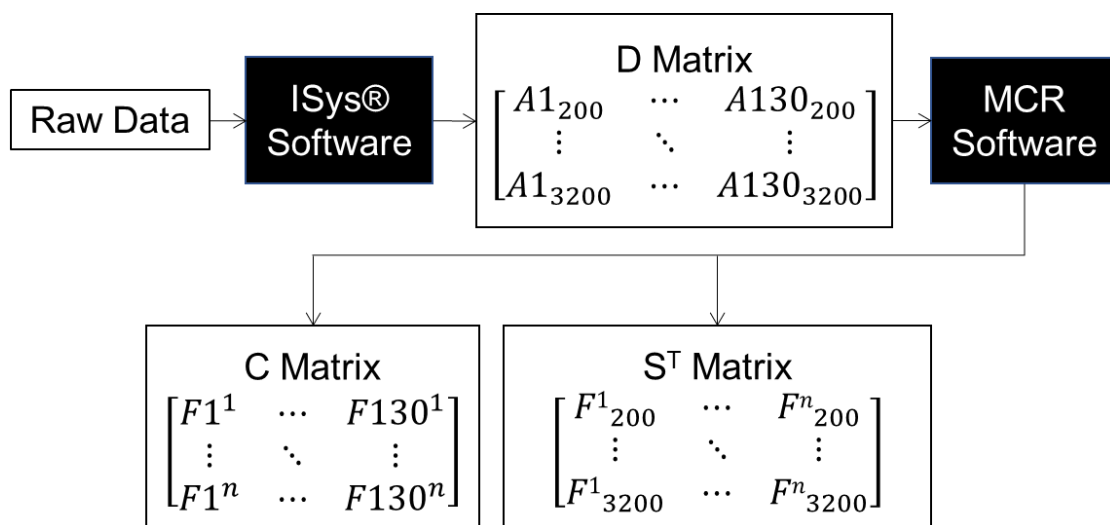 Raw Data
ISys®
Software
D Matrix
A1₂₀₀ ⋯ A130₂₀₀
⋮ ⋱ ⋮
A1₃₂₀₀ ⋯ A130₃₂₀₀
MCR
Software
C Matrix
F1¹ ⋯ F130¹
⋮ ⋱ ⋮
F1ⁿ ⋯ F130ⁿ
Sᵀ Matrix
F¹₂₀₀ ⋯ Fⁿ₂₀₀
⋮ ⋱ ⋮
F¹₃₂₀₀ ⋯ Fⁿ₃₂₀₀